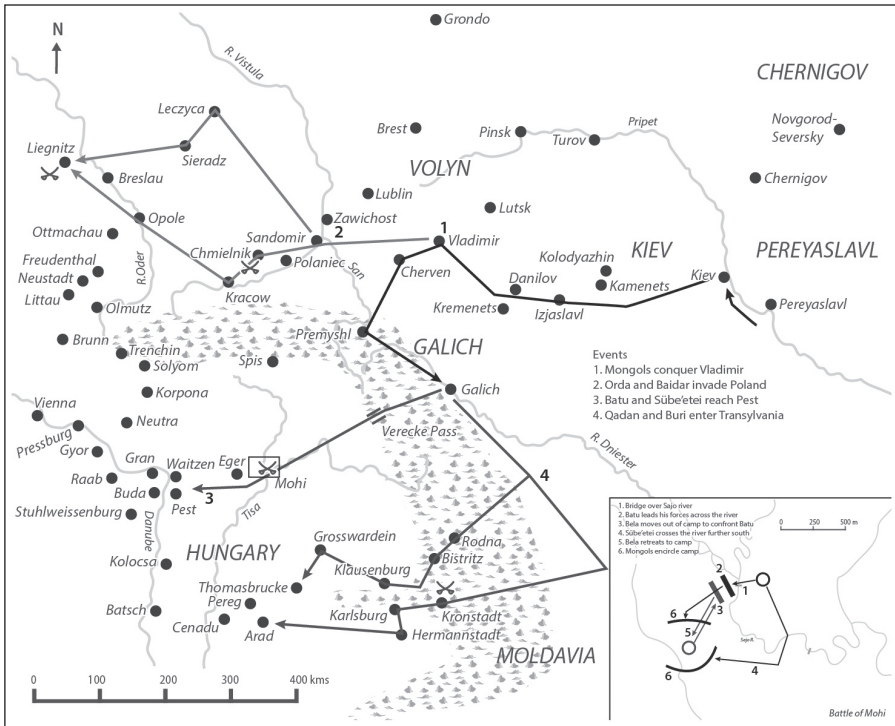 N
Grondo
R. Vistula
CHERNIGOV
Leczyca
Brest
Pinsk
Pripet
Novgorod-
Seversky
Turov
Liegnitz
Sieradz
VOLYN
Breslau
Chernigov
Lublin
Lutsk
Opole
Zawichost
1
Ottmachau
Sandomir
2
Vladimir
Chmielnik
KIEV
PEREYASLAVL
Freudenthal
Polaniec
San
Kolodyazhin
Neustadt
R.Oder
Cherven
Danilov
Kiev
Kamenets
Littau
Kracow
Olmutz
Kremenets
Izjaslavl
Pereyaslavl
Premyshl
Brunn
Trenchin
GALICH
Solyom
Spis
Events
1. Mongols conquer Vladimir
2. Orda and Baidar invade Poland
3. Batu and Sübe'etei reach Pest
4. Qadan and Buri enter Transylvania
Korpona
Galich
Vienna
Neutra
Verecke Pass
Pressburg
R. Dniester
Gyor
Gran
Waitzen
Eger
4
Raab
Mohi
Buda
3
Pest
Stuhlweissenburg
Tisa
Danube
Grosswardein
Rodna
HUNGARY
Bistritz
Kolocsa
Klausenburg
Thomasbrucke
Batsch
Pereg
Karlsburg
Kronstadt
Cenadu
Arad
Hermannstadt
MOLDAVIA
0 100 200 300 400 kms
1. Bridge over Sajo river
2. Batu leads his forces across the river
3. Bela moves out of camp to confront Batu
4. Sübe'etei crosses the river further south
5. Bela retreats to camp
6. Mongols encircle camp
0 250 500 m
2
1
6
3
5
Sajo R.
6
4
Battle of Mohi